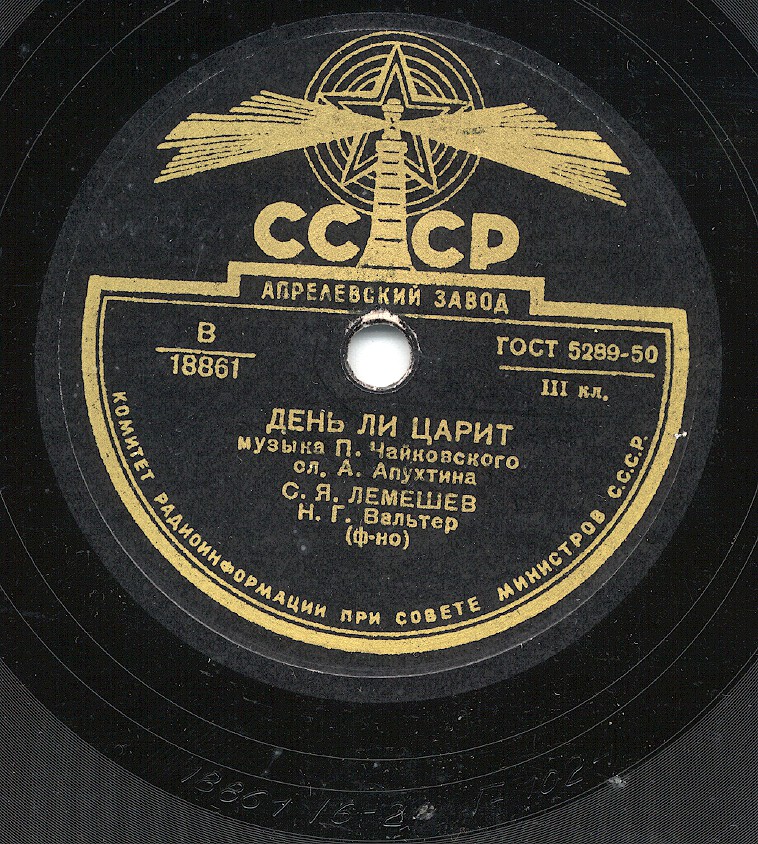 СССР
АПРЕЛЕВСКИЙ ЗАВОД
В
18861
ГОСТ 5289-50
III кл.
ДЕНЬ ЛИ ЦАРИТ
музыка П. Чайковского
сл. А. Апухтина
С. Я. ЛЕМЕШЕВ
Н. Г. Вальтер
(ф-но)
КОМИТЕТ РАДИОИНФОРМАЦИИ ПРИ СОВЕТЕ МИНИСТРОВ С.С.С.Р.
18861